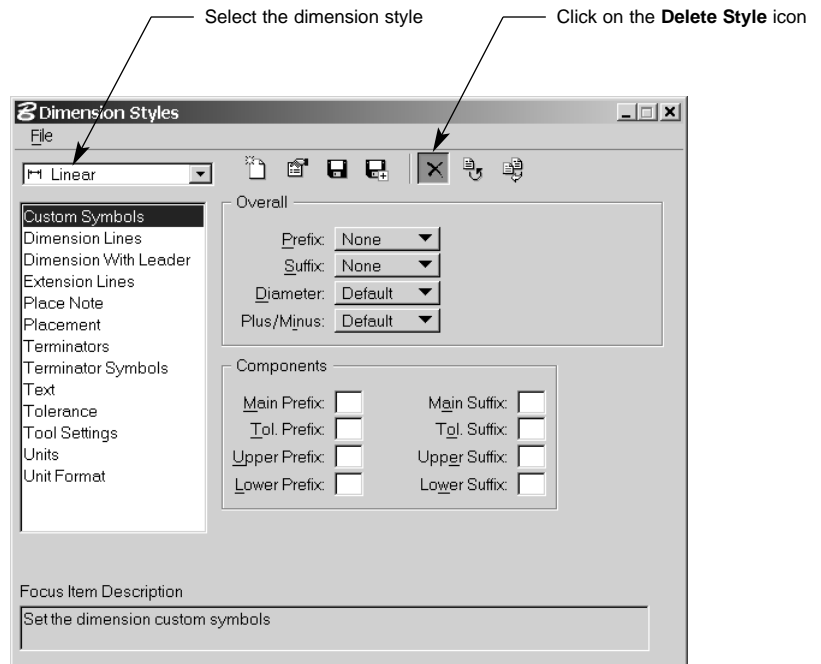 Select the dimension style
Click on the Delete Style icon
Dimension Styles
File
Linear
Custom Symbols
Dimension Lines
Dimension With Leader
Extension Lines
Place Note
Placement
Terminators
Terminator Symbols
Text
Tolerance
Tool Settings
Units
Unit Format
Overall
Prefix: None
Suffix: None
Diameter: Default
Plus/Minus: Default
Components
Main Prefix: Main Suffix:
Tol. Prefix: Tol. Suffix:
Upper Prefix: Upper Suffix:
Lower Prefix: Lower Suffix:
Focus Item Description
Set the dimension custom symbols